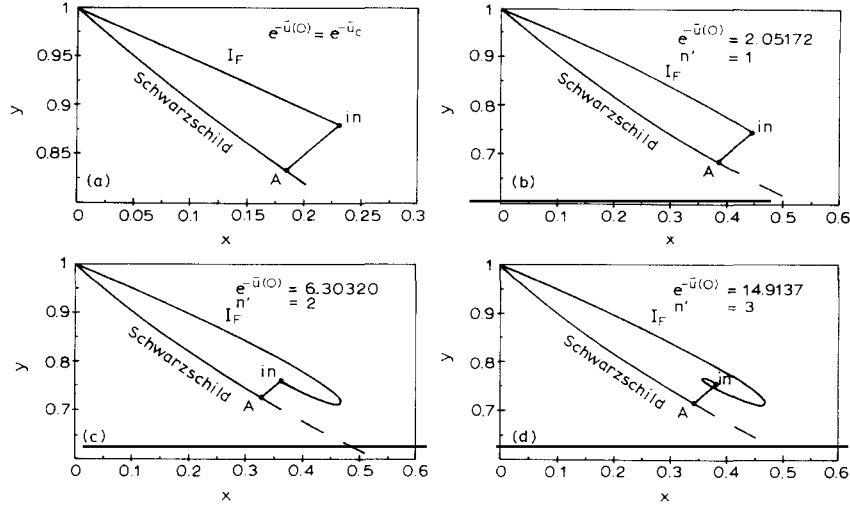 1
0.95
0.9
0.85
y
I_F
Schwarzschild
e^{-ū(0)} = e^{-ū_c}
in
A
(a)
0
0.05
0.1
0.15
0.2
0.25
0.3
x
1
0.9
0.8
0.7
y
I_F
Schwarzschild
e^{-ū(0)} = 2.05172
n' = 1
in
A
(b)
0
0.1
0.2
0.3
0.4
0.5
0.6
x
1
0.9
0.8
0.7
y
I_F
Schwarzschild
e^{-ū(0)} = 6.30320
n' = 2
in
A
(c)
0
0.1
0.2
0.3
0.4
0.5
0.6
x
1
0.9
0.8
0.7
y
I_F
Schwarzschild
e^{-ū(0)} = 14.9137
n' = 3
in
A
(d)
0
0.1
0.2
0.3
0.4
0.5
0.6
x